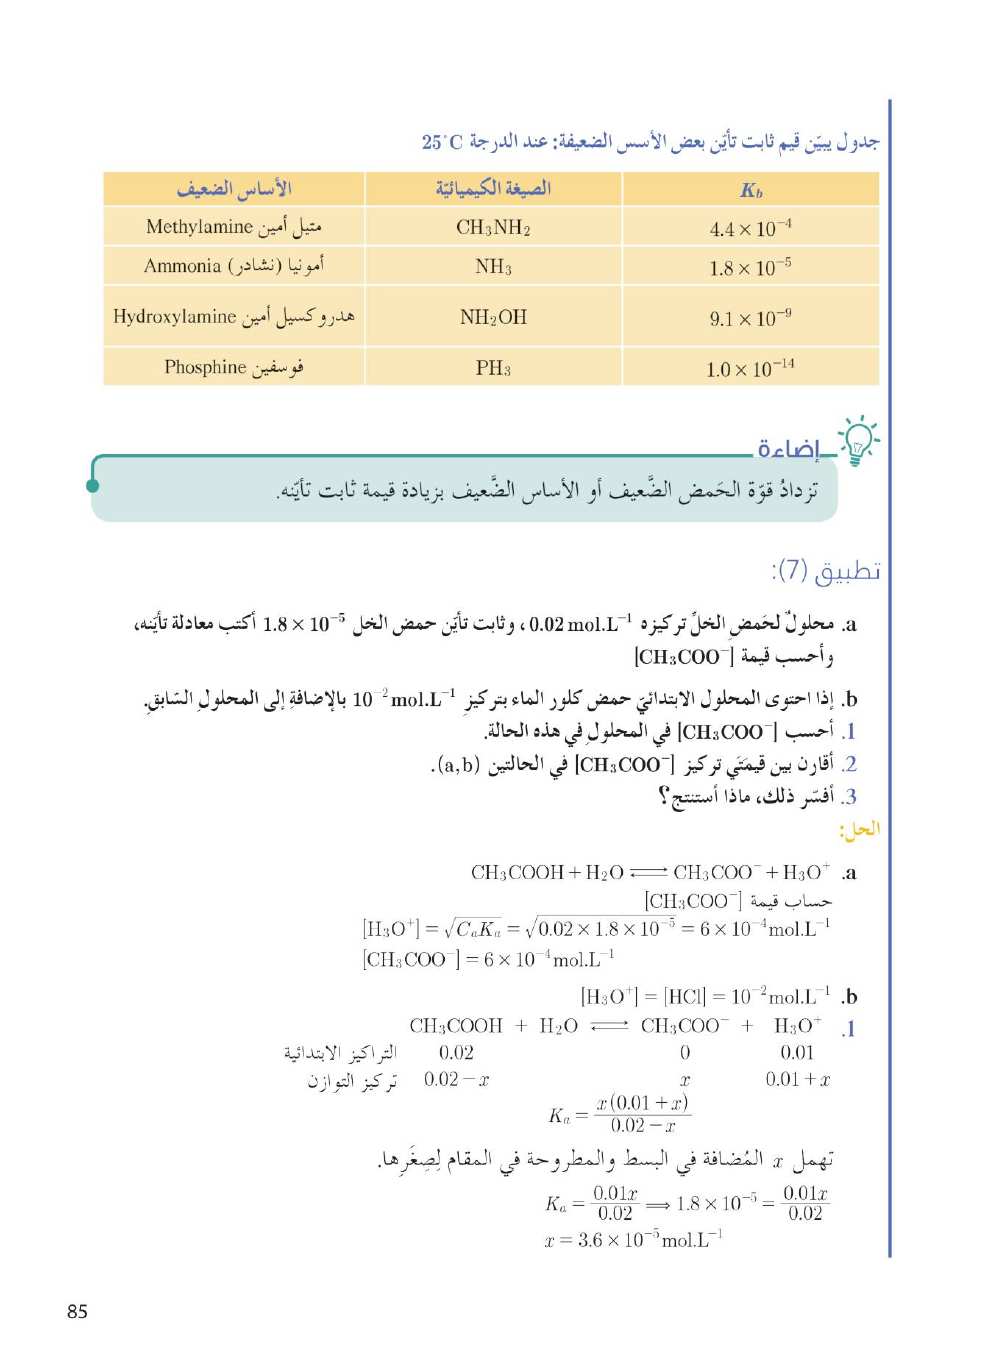 جدول يبيّن قيم ثابت تأيّن بعض الأسس الضعيفة: عند الدرجة 25°C
الأساس الضعيف	الصيغة الكيميائيّة	K_b
متيل أمين Methylamine	CH₃NH₂	4.4 × 10⁻⁴
أمونيا (نشادر) Ammonia	NH₃	1.8 × 10⁻⁵
هدروكسيل أمين Hydroxylamine	NH₂OH	9.1 × 10⁻⁹
فوسفين Phosphine	PH₃	1.0 × 10⁻¹⁴
إضاءة
تزدادُ قوّة الحَمض الضَّعيف أو الأساس الضَّعيف بزيادة قيمة ثابت تأيّنه.
تطبيق (7):
a. محلولٌ لحَمضِ الخلِّ تركيزه 0.02 mol.L⁻¹، وثابت تأيّن حمض الخل 1.8 × 10⁻⁵ أكتب معادلة تأيّنه،
وأحسب قيمة [CH₃COO⁻]
b. إذا احتوى المحلول الابتدائيّ حمض كلور الماء بتركيزِ 10⁻² mol.L⁻¹ بالإضافةِ إلى المحلولِ السّابقِ.
1. أحسب [CH₃COO⁻] في المحلولِ في هذه الحالة.
2. أقارن بين قيمَتَي تركيز [CH₃COO⁻] في الحالتين (a,b).
3. أفسّر ذلك، ماذا أستنتج؟
الحل:
a. CH₃COOH + H₂O ⇌ CH₃COO⁻ + H₃O⁺
حساب قيمة [CH₃COO⁻]
[H₃O⁺] = √(CₐKₐ) = √(0.02 × 1.8 × 10⁻⁵) = 6 × 10⁻⁴ mol.L⁻¹
[CH₃COO⁻] = 6 × 10⁻⁴ mol.L⁻¹
b. [H₃O⁺] = [HCl] = 10⁻² mol.L⁻¹
1. CH₃COOH + H₂O ⇌ CH₃COO⁻ + H₃O⁺
التراكيز الابتدائية 0.02 0 0.01
تركيز التوازن 0.02 − x x 0.01 + x
Kₐ = x(0.01 + x) / 0.02 − x
تهمل x المُضافة في البسط والمطروحة في المقام لِصِغَرِها.
Kₐ = 0.01x / 0.02 ⟹ 1.8 × 10⁻⁵ = 0.01x / 0.02
x = 3.6 × 10⁻⁵ mol.L⁻¹
85